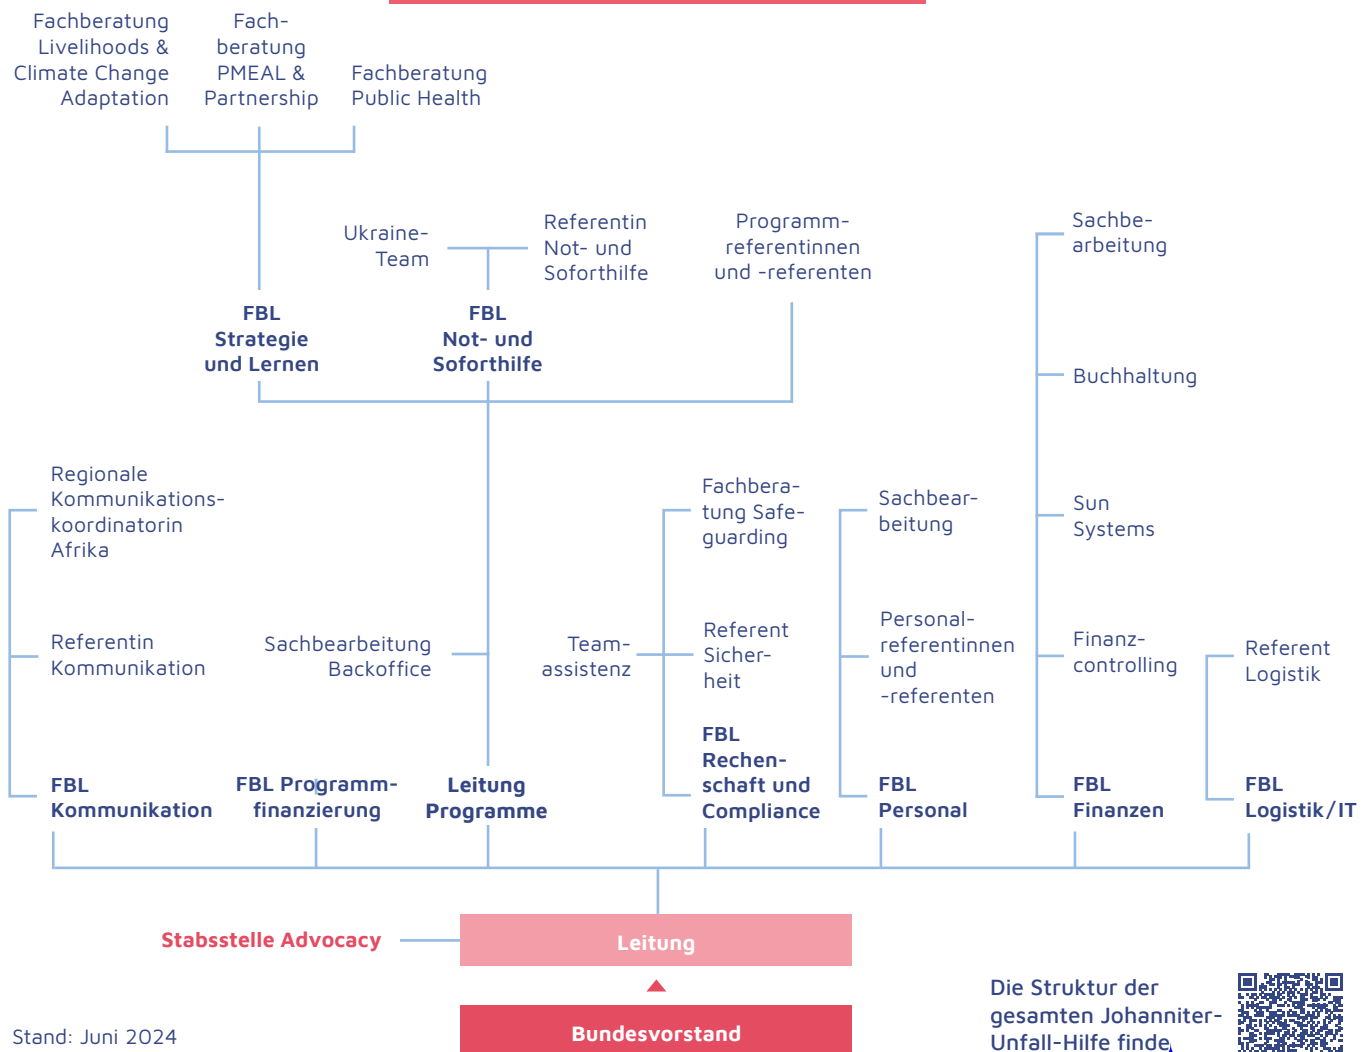 Fachberatung
Livelihoods &
Climate Change
Adaptation
Fach-
beratung
PMEAL &
Partnership
Fachberatung
Public Health
Ukraine-
Team
Referentin
Not- und
Soforthilfe
Programm-
referentinnen
und -referenten
Sachbe-
arbeitung
FBL
Strategie
und Lernen
FBL
Not- und
Soforthilfe
Buchhaltung
Regionale
Kommunikations-
koordinatorin
Afrika
Fachbera-
tung Safe-
guarding
Sachbear-
beitung
Sun
Systems
Referentin
Kommunikation
Sachbearbeitung
Backoffice
Team-
assistenz
Referent
Sicher-
heit
Personal-
referentinnen
und
-referenten
Finanz-
controlling
Referent
Logistik
FBL
Kommunikation
FBL Programm-
finanzierung
Leitung
Programme
FBL
Rechen-
schaft und
Compliance
FBL
Personal
FBL
Finanzen
FBL
Logistik/IT
Stabsstelle Advocacy
Leitung
Bundesvorstand
Stand: Juni 2024
Die Struktur der
gesamten Johanniter-
Unfall-Hilfe finde